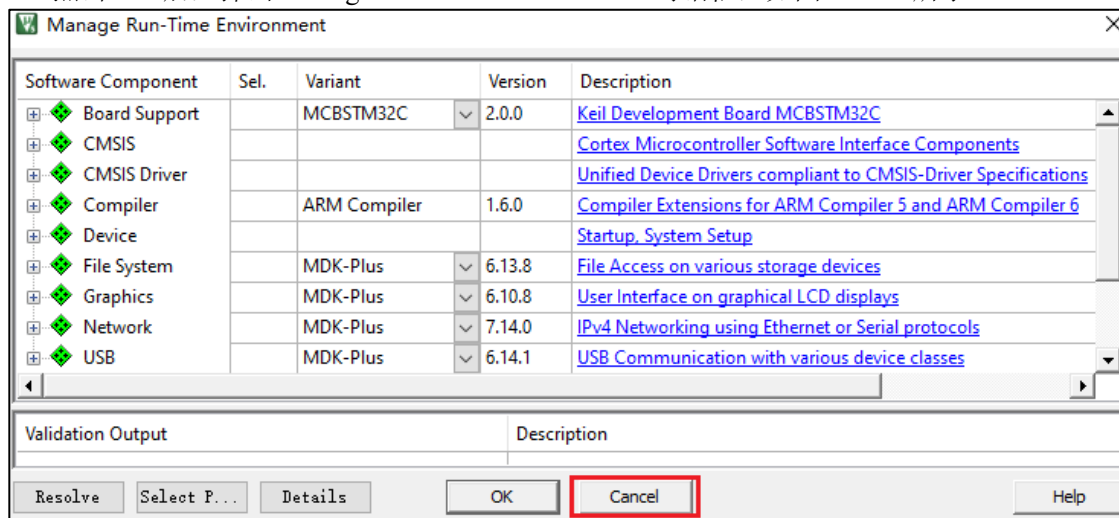 Manage Run-Time Environment
Software Component Sel. Variant Version Description
Board Support MCBSTM32C 2.0.0 Keil Development Board MCBSTM32C
CMSIS Cortex Microcontroller Software Interface Components
CMSIS Driver Unified Device Drivers compliant to CMSIS-Driver Specifications
Compiler ARM Compiler 1.6.0 Compiler Extensions for ARM Compiler 5 and ARM Compiler 6
Device Startup, System Setup
File System MDK-Plus 6.13.8 File Access on various storage devices
Graphics MDK-Plus 6.10.8 User Interface on graphical LCD displays
Network MDK-Plus 7.14.0 IPv4 Networking using Ethernet or Serial protocols
USB MDK-Plus 6.14.1 USB Communication with various device classes
Validation Output Description
Resolve Select P... Details OK Cancel Help